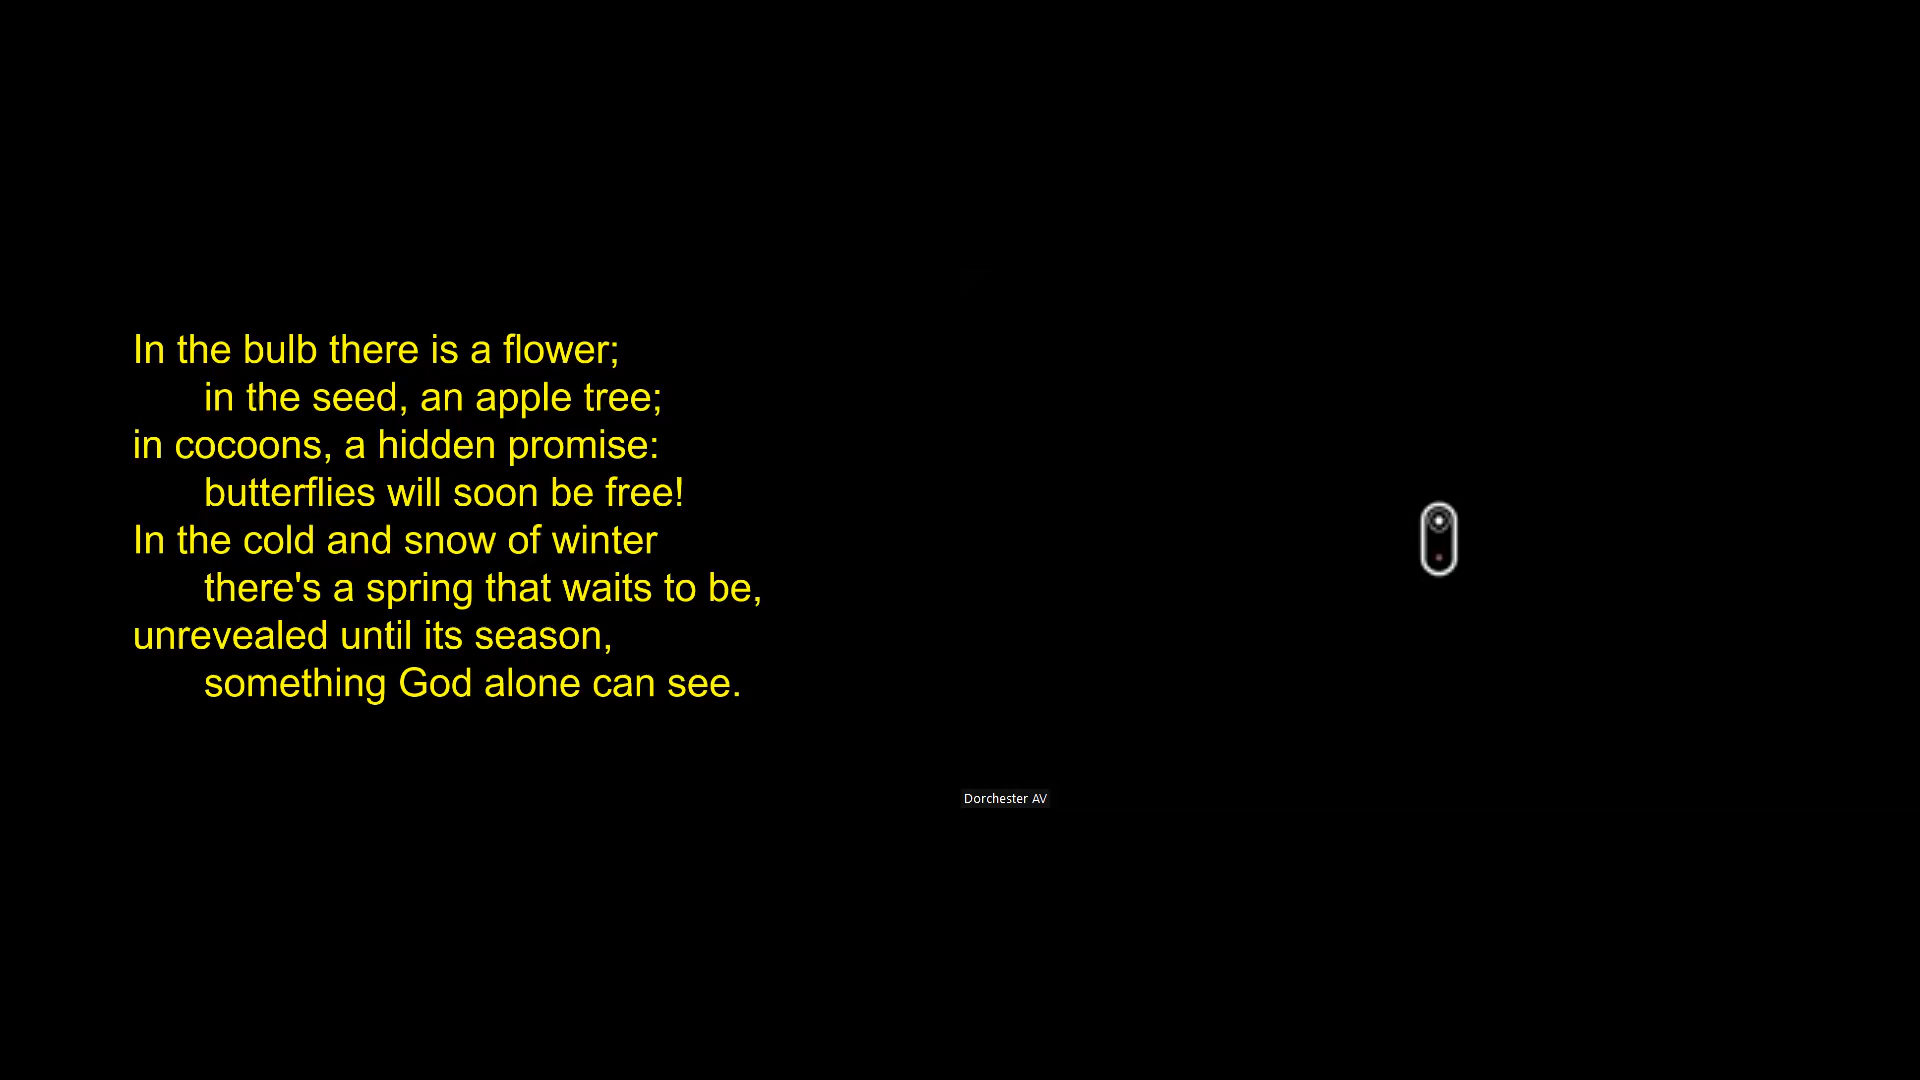 In the bulb there is a flower;
in the seed, an apple tree;
in cocoons, a hidden promise:
butterflies will soon be free!
In the cold and snow of winter
there's a spring that waits to be,
unrevealed until its season,
something God alone can see.
Dorchester AV